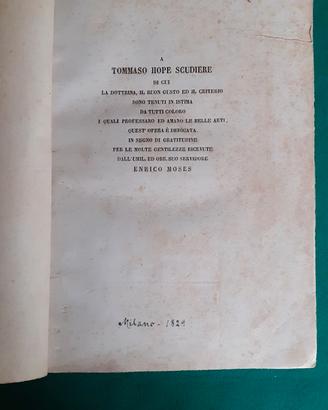 A
TOMMASO HOPE SCUDIERE
DI CUI
LA DOTTRINA, IL BUON GUSTO ED IL CRITERIO
SONO TENUTI IN ISTIMA
DA TUTTI COLORO
I QUALI PROFESSANO ED AMANO LE BELLE ARTI,
QUEST' OPERA È DEDICATA
IN SEGNO DI GRATITUDINE
PER LE MOLTE GENTILEZZE RICEVUTE
DALL'UMIL. ED OBB. SUO SERVIDORE
ENRICO MOSES
Milano - 1829